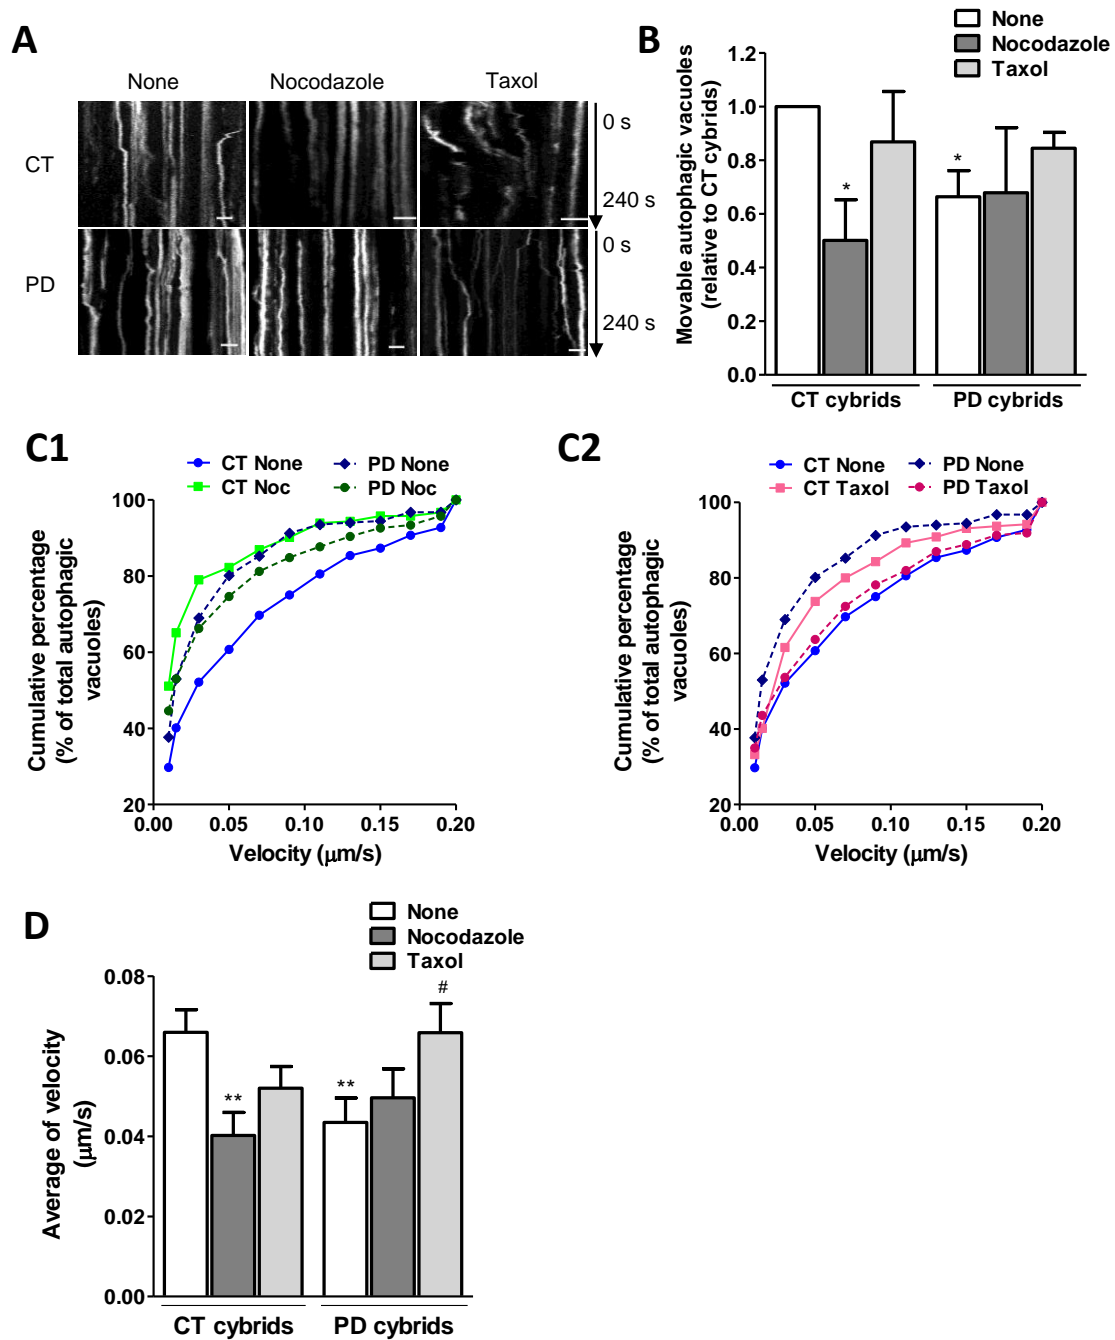 A
None
Nocodazole
Taxol
CT
PD
0 s
240 s
0 s
240 s
B
None
Nocodazole
Taxol
Movable autophagic vacuoles
(relative to CT cybrids)
1.2
1.0
0.8
0.6
0.4
0.2
0.0
*
*
CT cybrids
PD cybrids
C1
CT None
PD None
CT Noc
PD Noc
Cumulative percentage
(% of total autophagic
vacuoles)
100
80
60
40
20
0.00
0.05
0.10
0.15
0.20
Velocity (μm/s)
C2
CT None
PD None
CT Taxol
PD Taxol
Cumulative percentage
(% of total autophagic
vacuoles)
100
80
60
40
20
0.00
0.05
0.10
0.15
0.20
Velocity (μm/s)
D
None
Nocodazole
Taxol
Average of velocity
(μm/s)
0.08
0.06
0.04
0.02
0.00
**
**
#
CT cybrids
PD cybrids